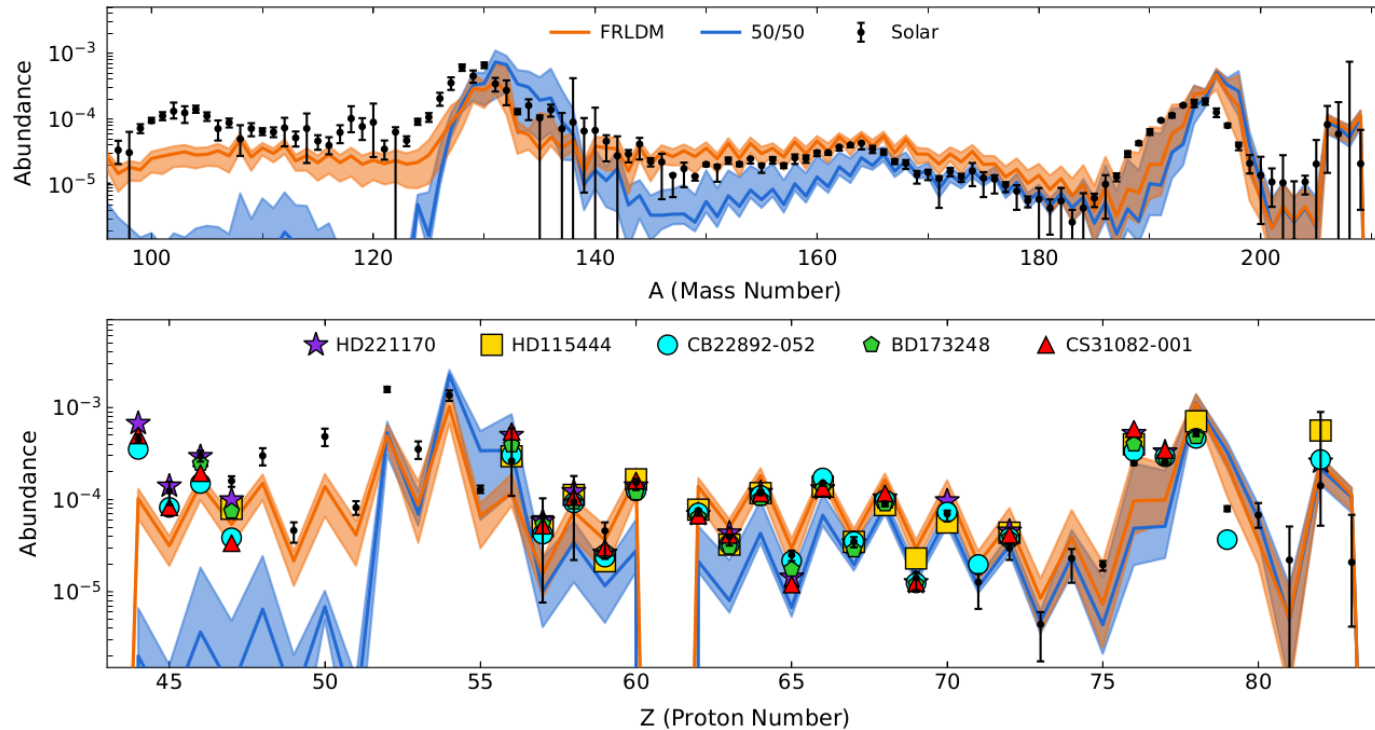 FRLDM 50/50 Solar
10⁻³
10⁻⁴
10⁻⁵
Abundance
100 120 140 160 180 200
A (Mass Number)
HD221170 HD115444 CB22892-052 BD173248 CS31082-001
10⁻³
10⁻⁴
10⁻⁵
Abundance
45 50 55 60 65 70 75 80
Z (Proton Number)